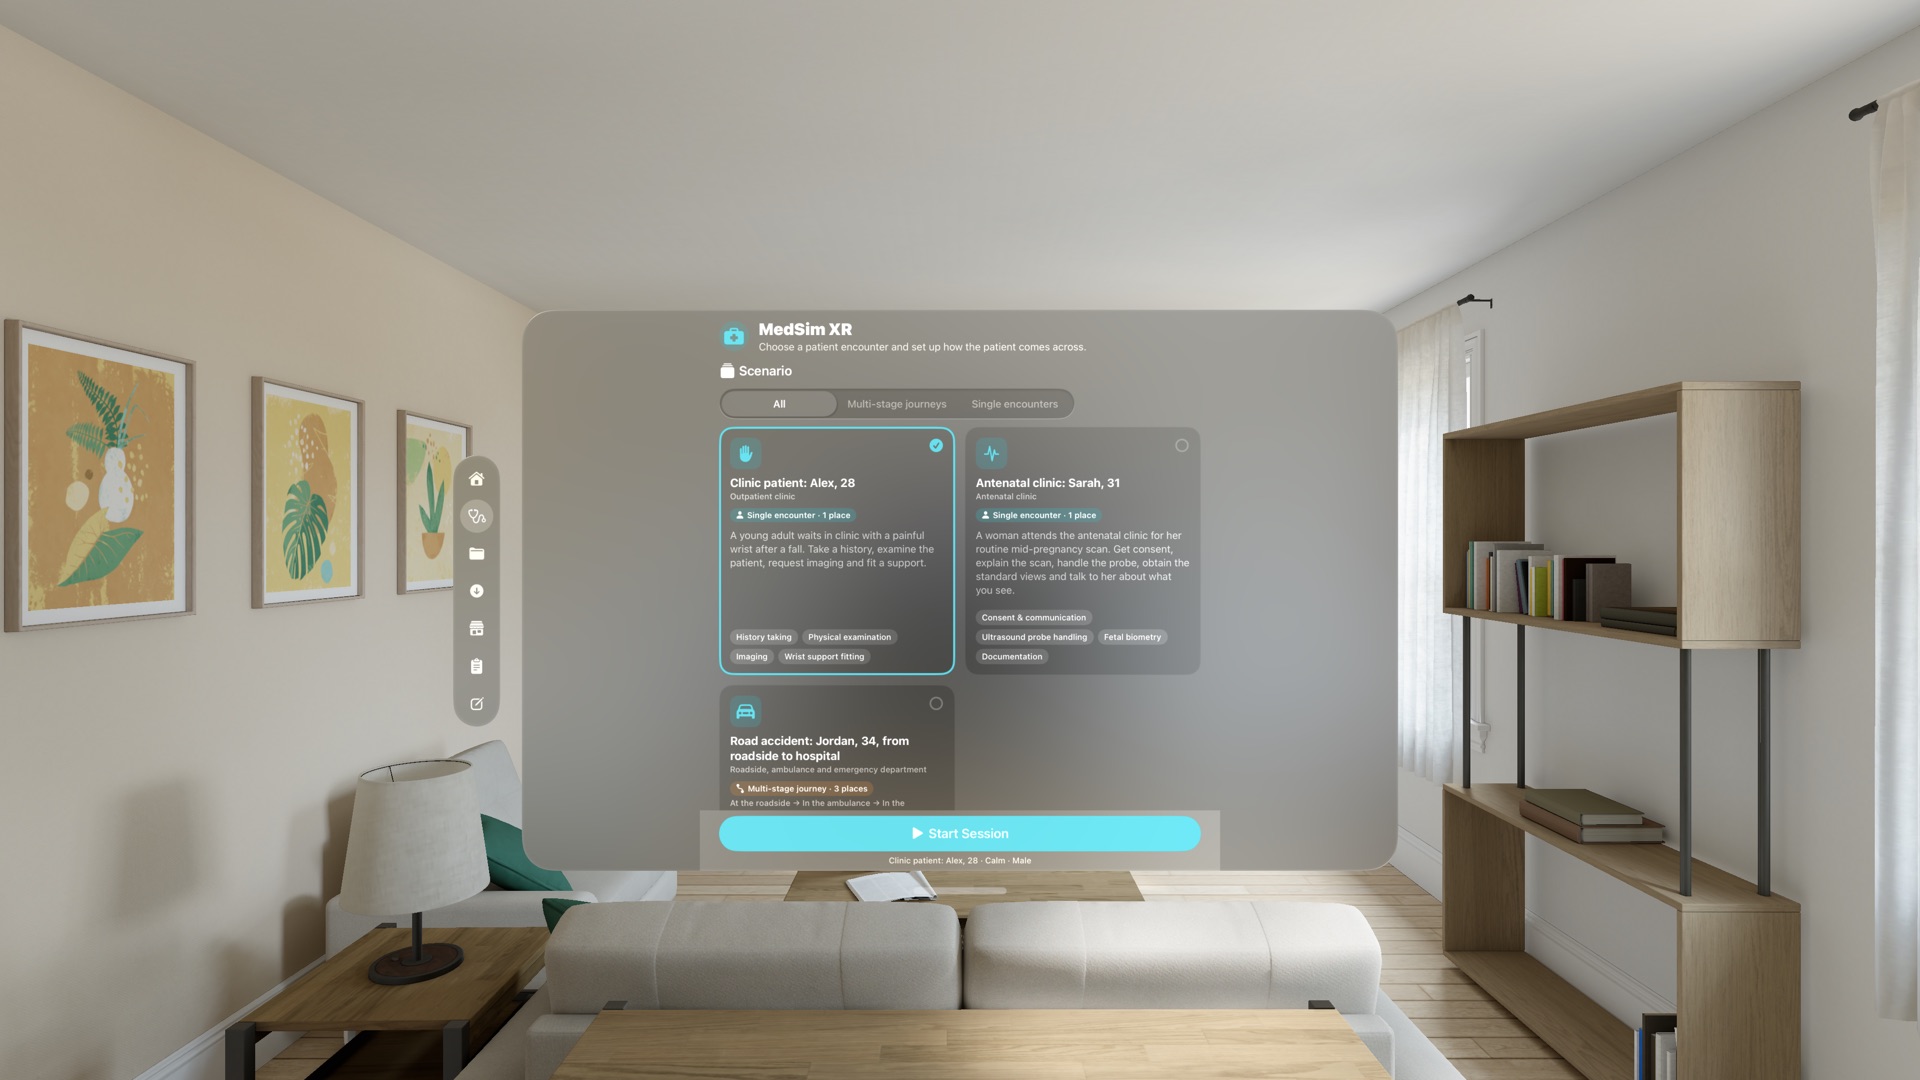 MedSim XR
Choose a patient encounter and set up how the patient comes across.
Scenario
All
Multi-stage journeys
Single encounters
Clinic patient: Alex, 28
Outpatient clinic
Single encounter · 1 place
A young adult waits in clinic with a painful
wrist after a fall. Take a history, examine the
patient, request imaging and fit a support.
History taking
Physical examination
Imaging
Wrist support fitting
Antenatal clinic: Sarah, 31
Antenatal clinic
Single encounter · 1 place
A woman attends the antenatal clinic for her
routine mid-pregnancy scan. Get consent,
explain the scan, handle the probe, obtain the
standard views and talk to her about what
you see.
Consent & communication
Ultrasound probe handling
Fetal biometry
Documentation
Road accident: Jordan, 34, from
roadside to hospital
Roadside, ambulance and emergency department
Multi-stage journey · 3 places
At the roadside → In the ambulance → In the
Start Session
Clinic patient: Alex, 28 · Calm · Male